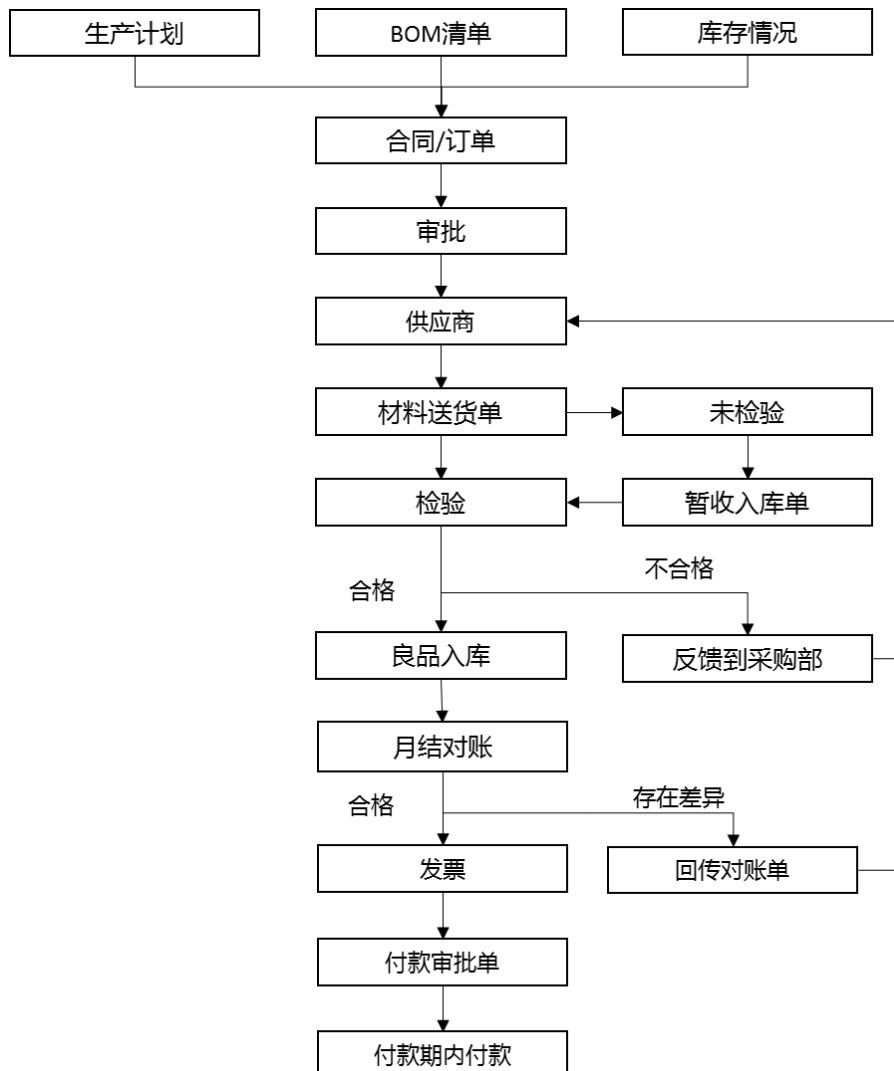 生产计划
BOM清单
库存情况
合同/订单
审批
供应商
材料送货单
未检验
检验
暂收入库单
合格
不合格
良品入库
反馈到采购部
月结对账
合格
存在差异
发票
回传对账单
付款审批单
付款期内付款